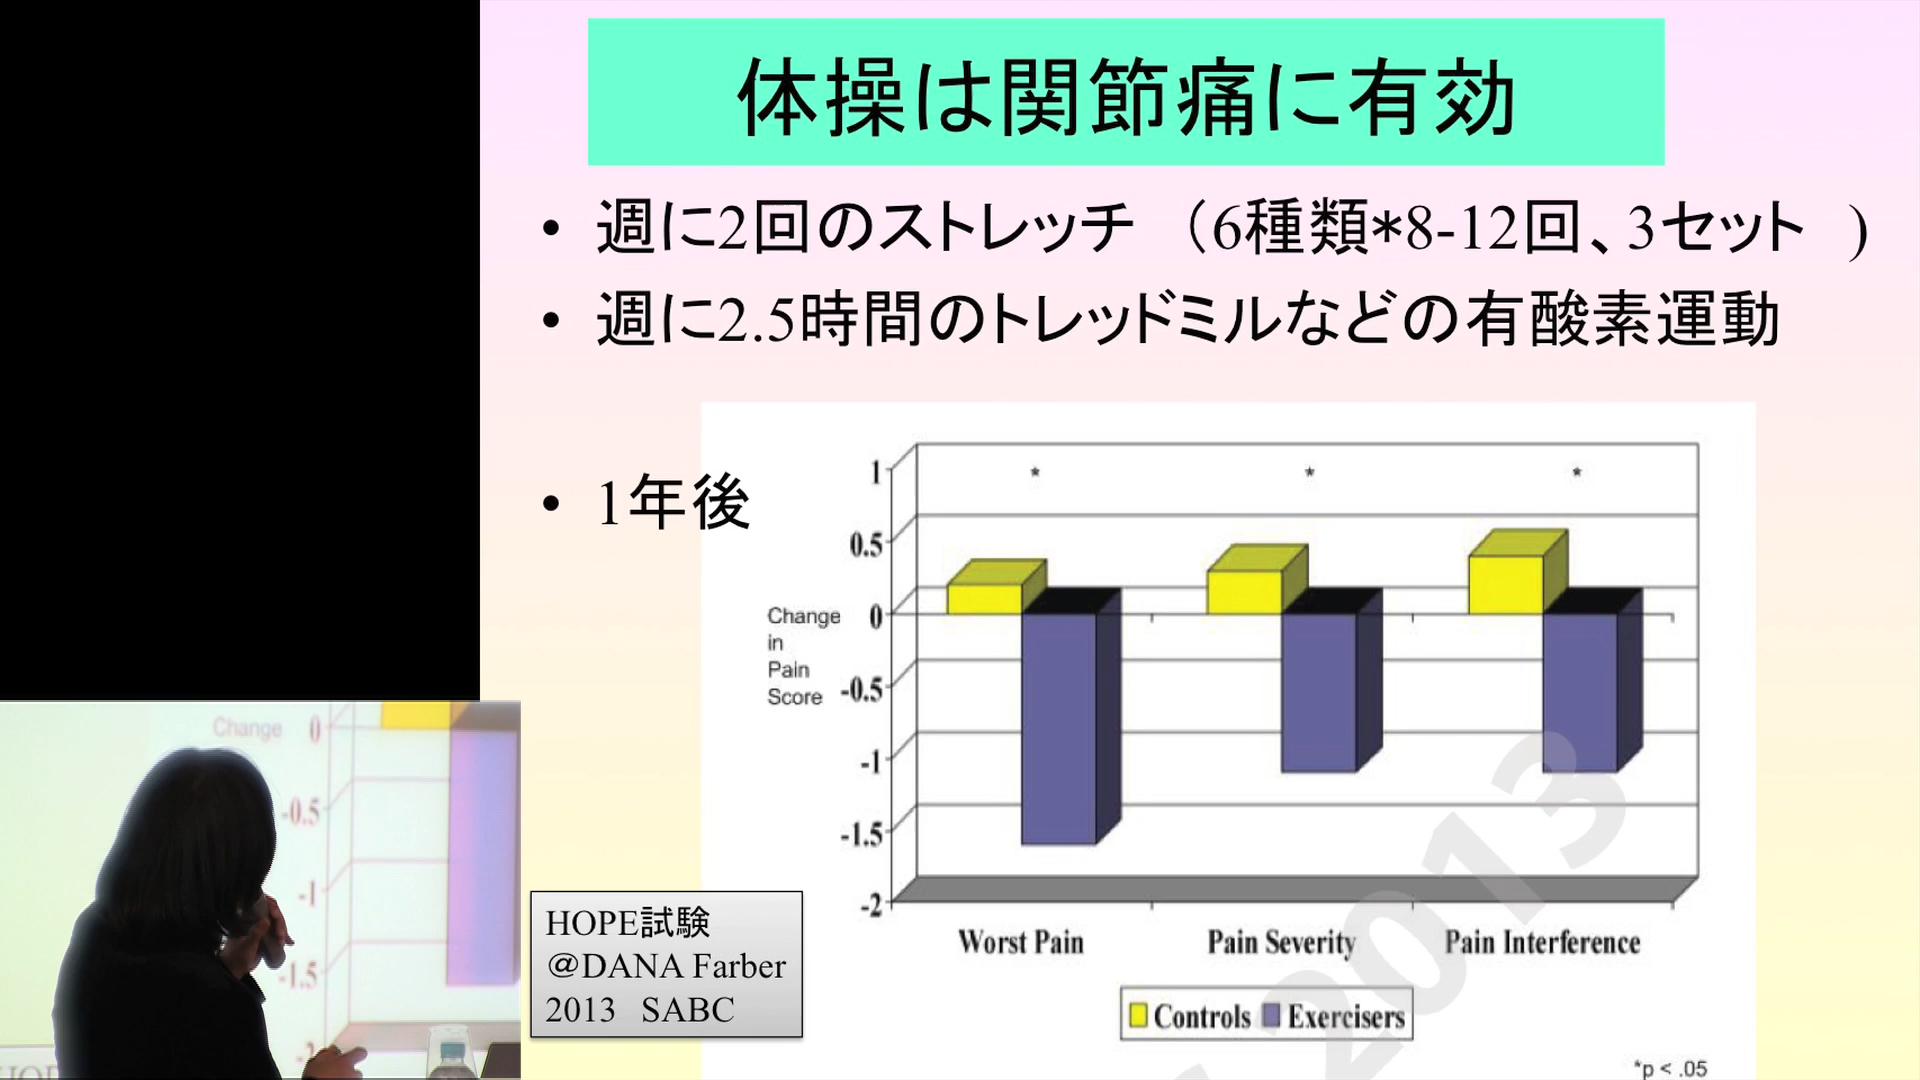 体操は関節痛に有効
• 週に2回のストレッチ （6種類*8-12回、3セット )
• 週に2.5時間のトレッドミルなどの有酸素運動
• 1年後
1
0.5
0
-0.5
-1
-1.5
-2
Change
in
Pain
Score
* * *
Worst Pain Pain Severity Pain Interference
Controls Exercisers
*p < .05
2013
HOPE試験
@DANA Farber
2013 SABC
Change 0
-0.5
-1
-1.5